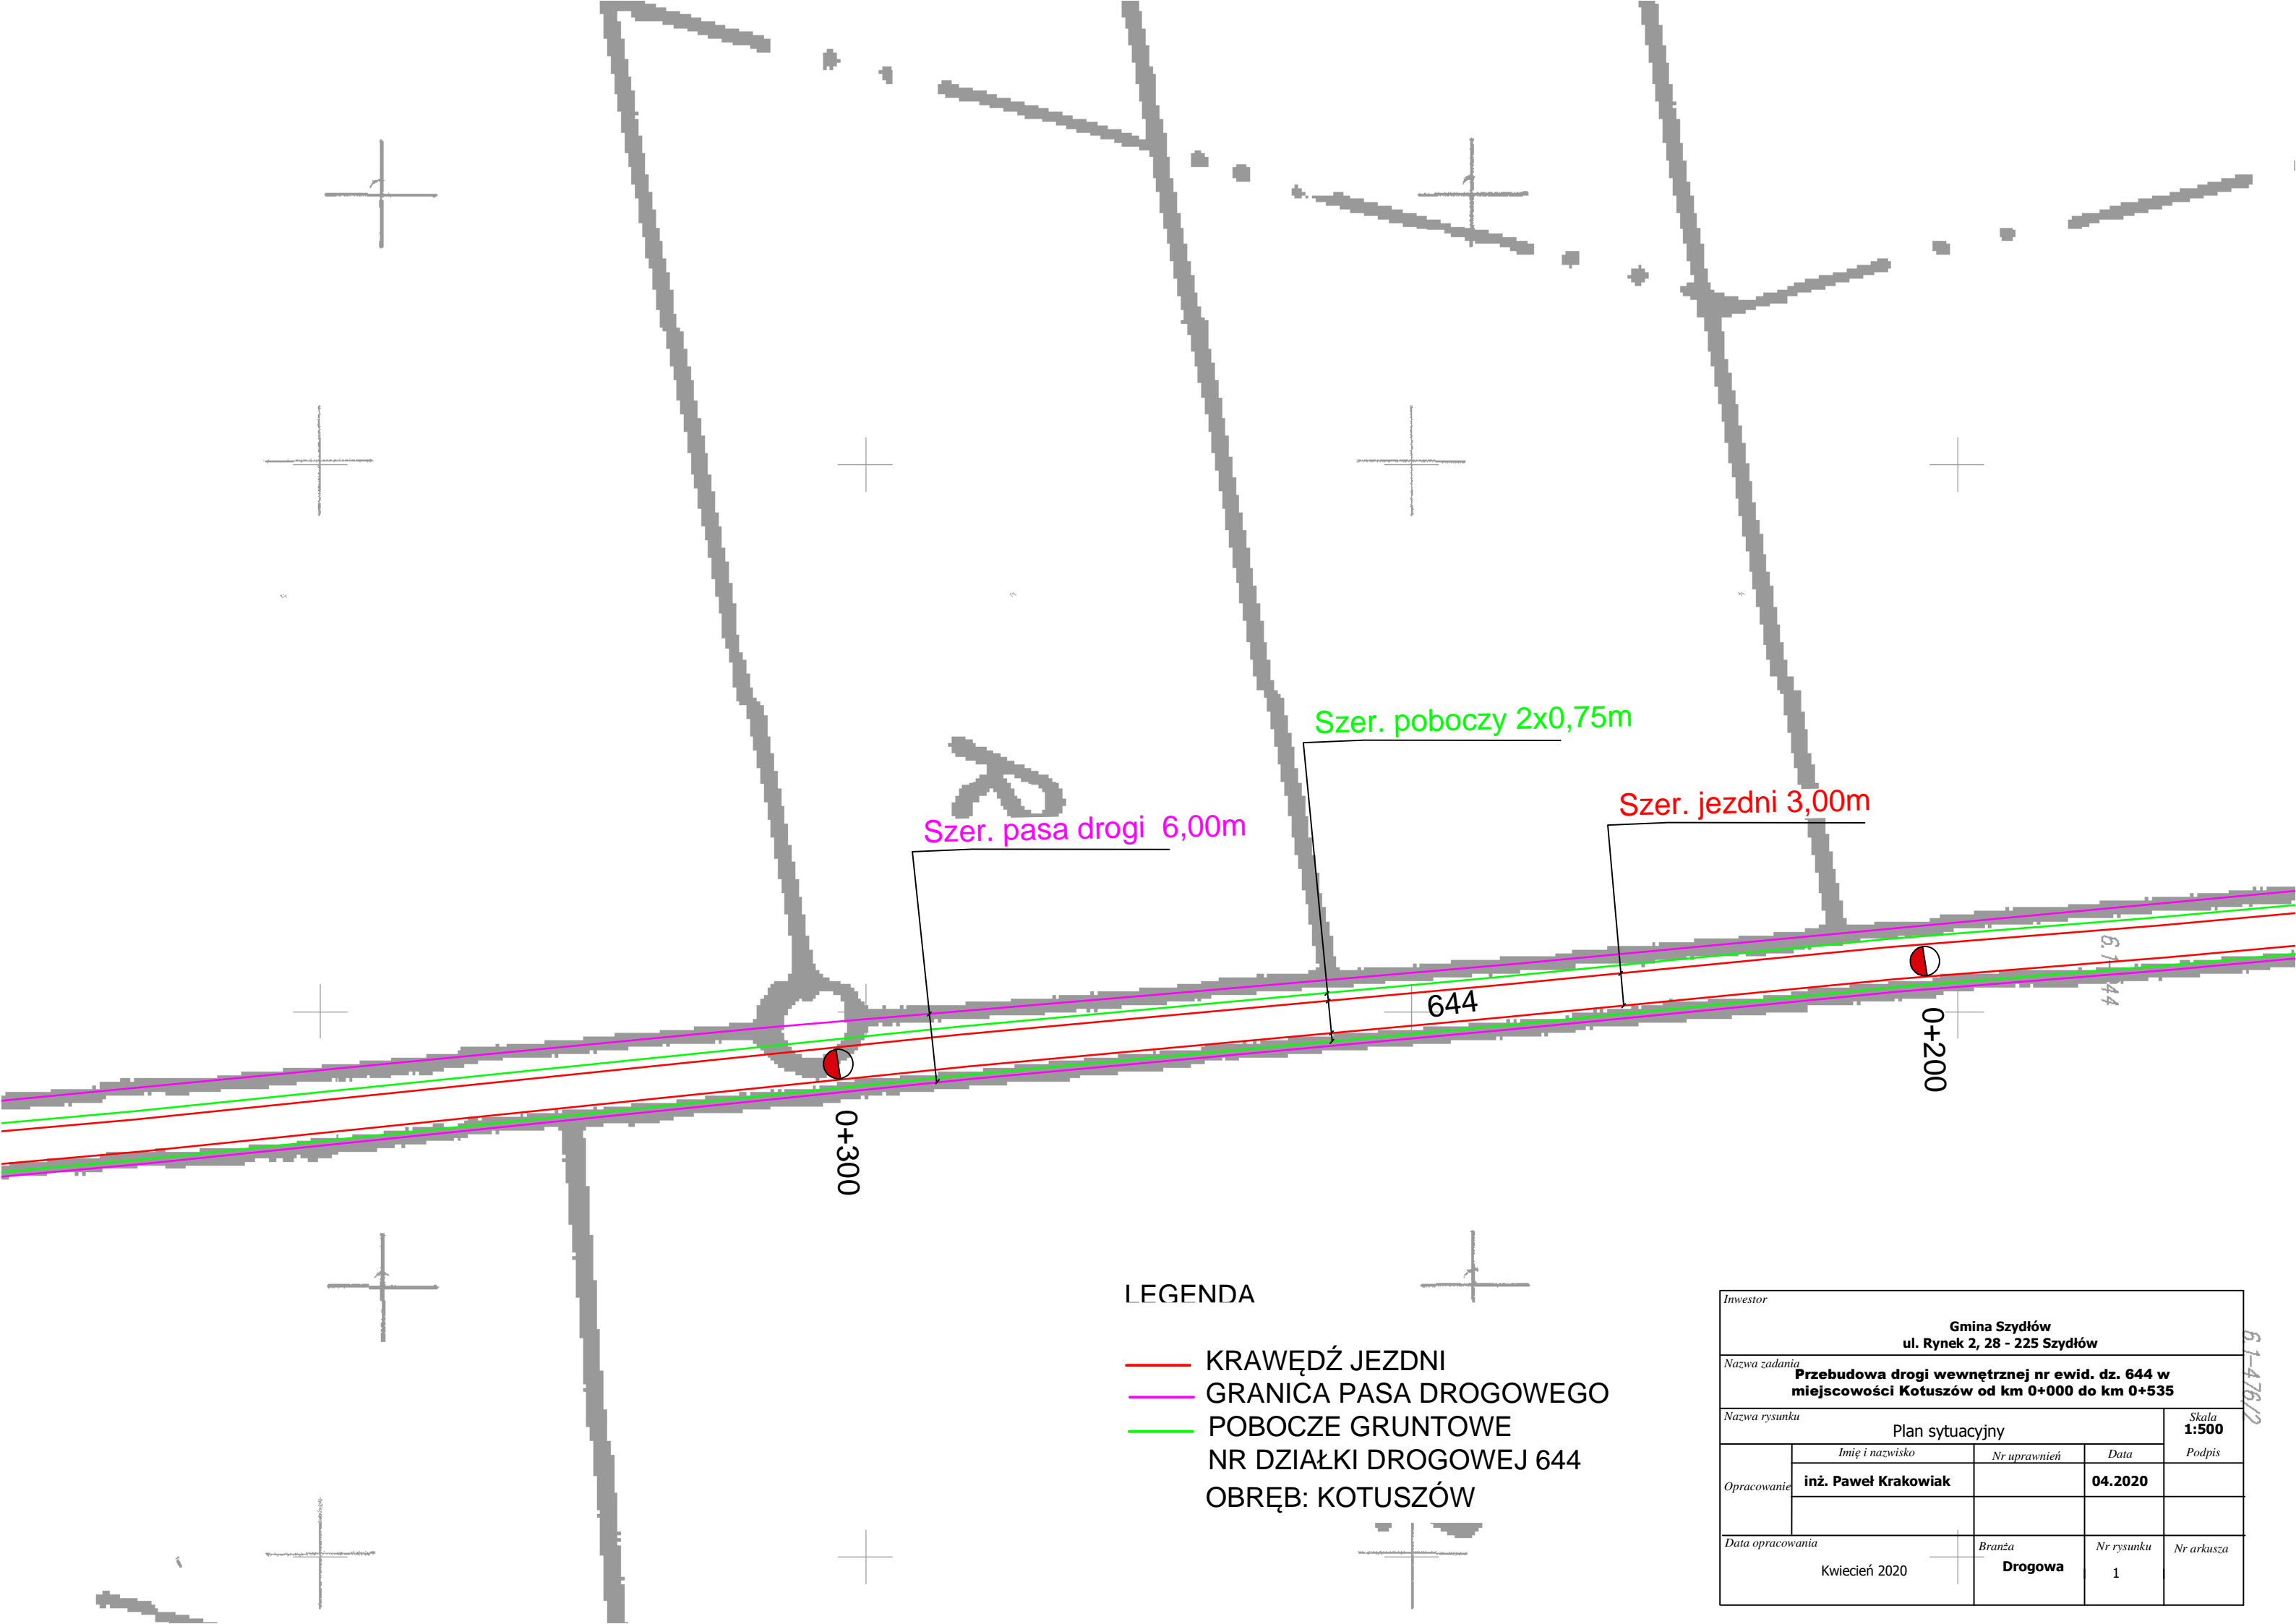 Szer. poboczy 2x0,75m
Szer. jezdni 3,00m
Szer. pasa drogi 6,00m
644
0+200
0+300
LEGENDA
KRAWĘDŹ JEZDNI
GRANICA PASA DROGOWEGO
POBOCZE GRUNTOWE
NR DZIAŁKI DROGOWEJ 644
OBRĘB: KOTUSZÓW
Inwestor
Gmina Szydłów
ul. Rynek 2, 28 - 225 Szydłów
Nazwa zadania
Przebudowa drogi wewnętrznej nr ewid. dz. 644 w
miejscowości Kotuszów od km 0+000 do km 0+535
Nazwa rysunku
Plan sytuacyjny
Skala
1:500
Imię i nazwisko
Nr uprawnień
Data
Podpis
Opracowanie
inż. Paweł Krakowiak
04.2020
Data opracowania
Kwiecień 2020
Branża
Drogowa
Nr rysunku
1
Nr arkusza
6.1-476/2